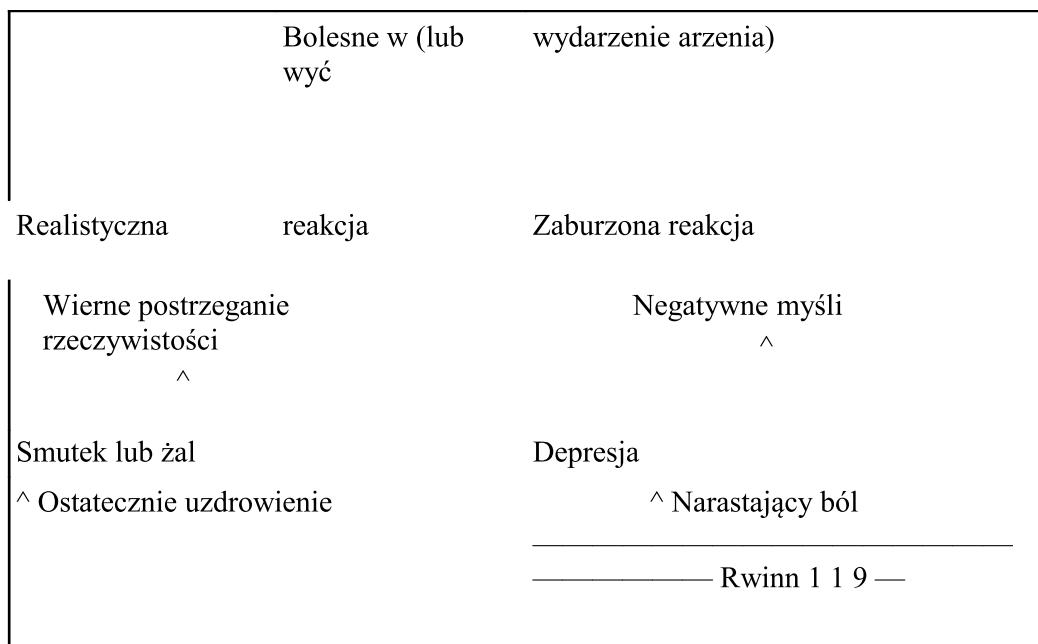 Bolesne w (lub wydarzenie arzenia)
wyć
Realistyczna reakcja Zaburzona reakcja
Wierne postrzeganie Negatywne myśli
rzeczywistości ^
^
Smutek lub żal Depresja
^ Ostatecznie uzdrowienie ^ Narastający ból
————————————————
—————— Rwinn 1 1 9 —